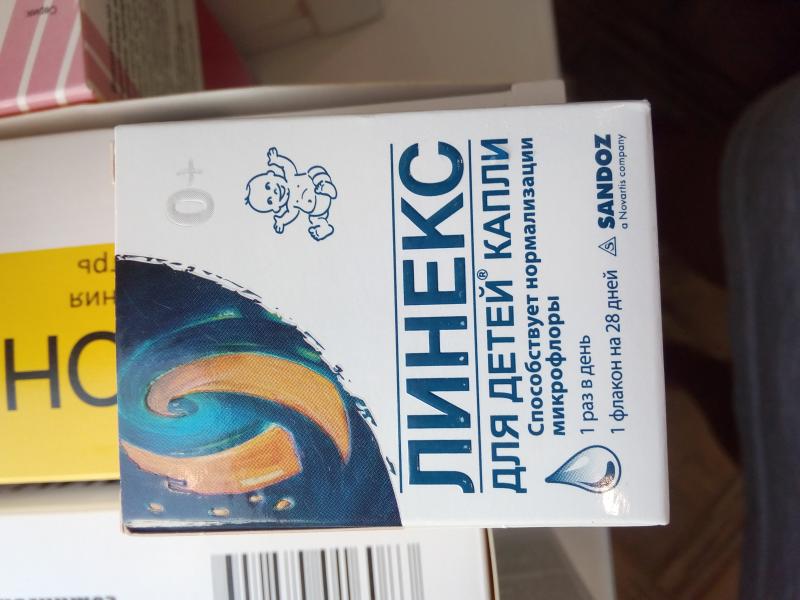 0+
ЛИНЕКС
ДЛЯ ДЕТЕЙ® КАПЛИ
Способствует нормализации
микрофлоры
1 раз в день
1 флакон на 28 дней
SANDOZ
a Novartis company
Серия: